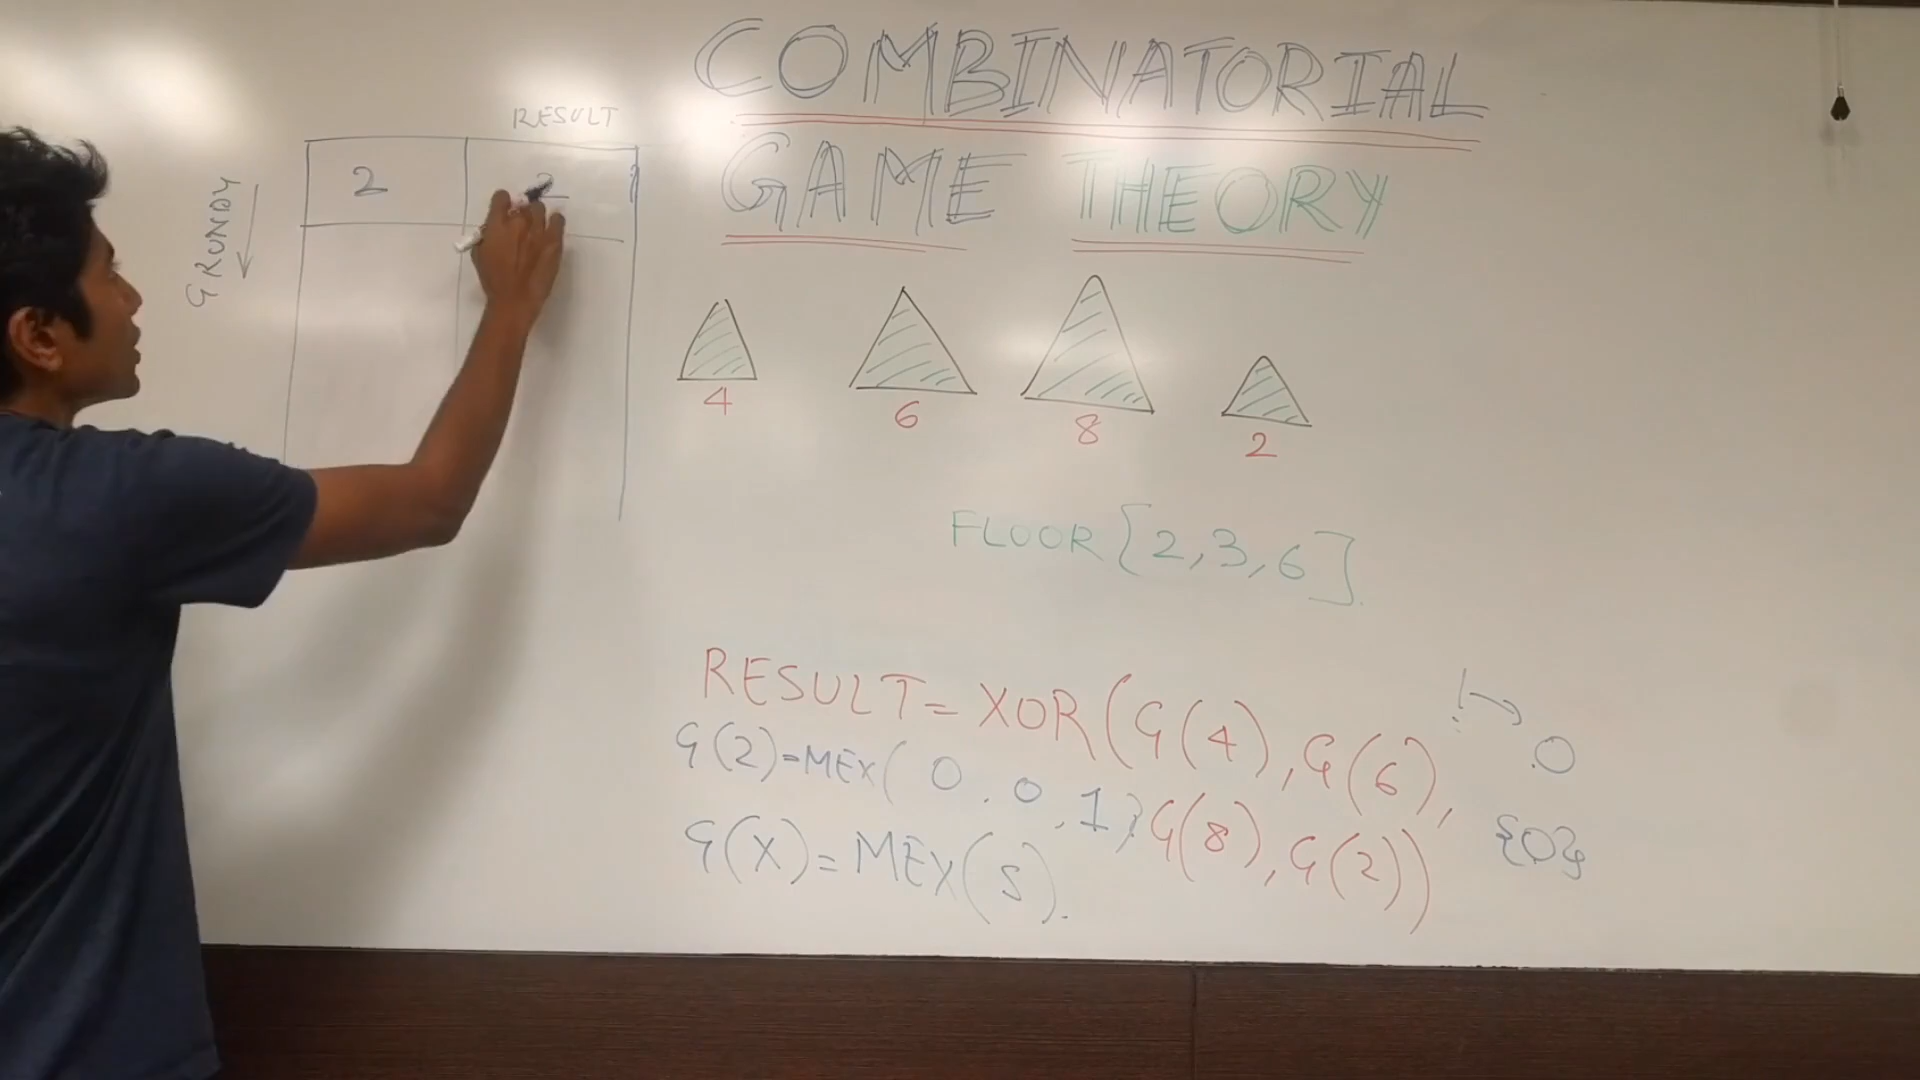 COMBINATORIAL
GAME THEORY
RESULT
GRUNDY
2 2
4 6 8 2
FLOOR [2,3,6].
RESULT = XOR(G(4), G(6),
G(8), G(2))
G(2)=MEX( 0, 0, 1}
G(X) = MEX(S).
0
{0}